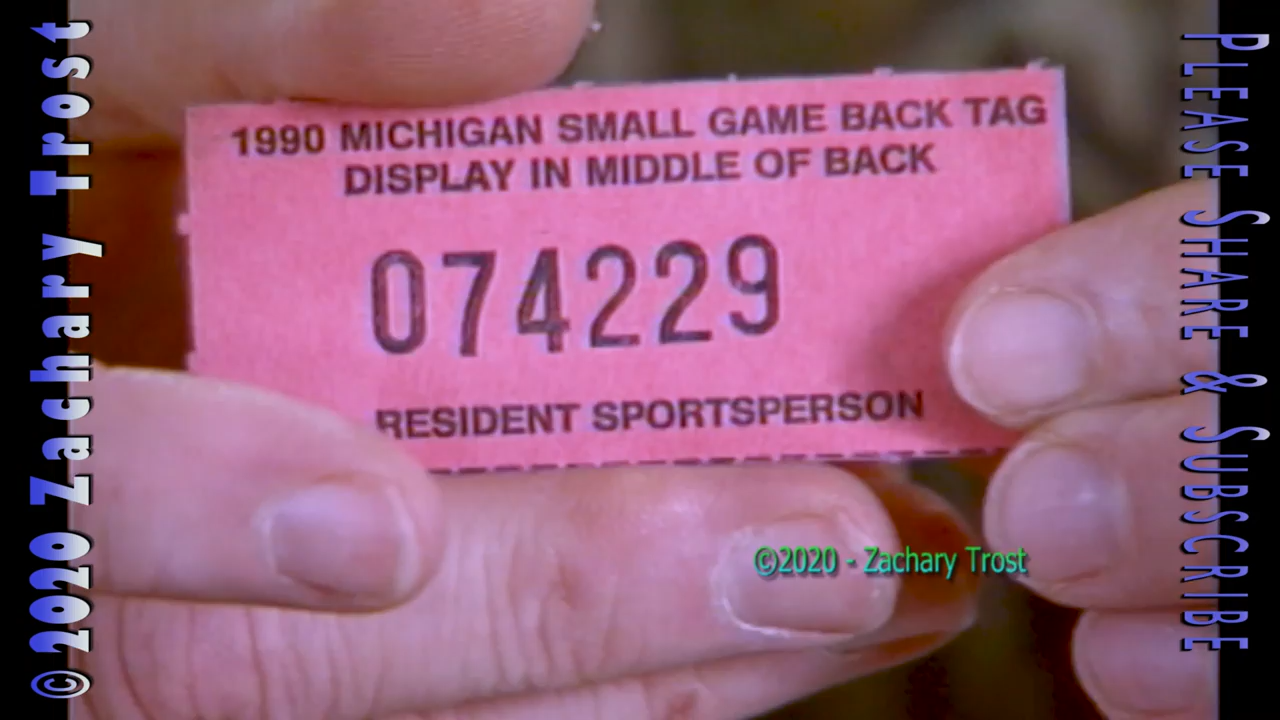 ©2020 Zachary Trost
1990 MICHIGAN SMALL GAME BACK TAG
DISPLAY IN MIDDLE OF BACK
074229
RESIDENT SPORTSPERSON
©2020 - Zachary Trost
PLEASE SHARE & SUBSCRIBE